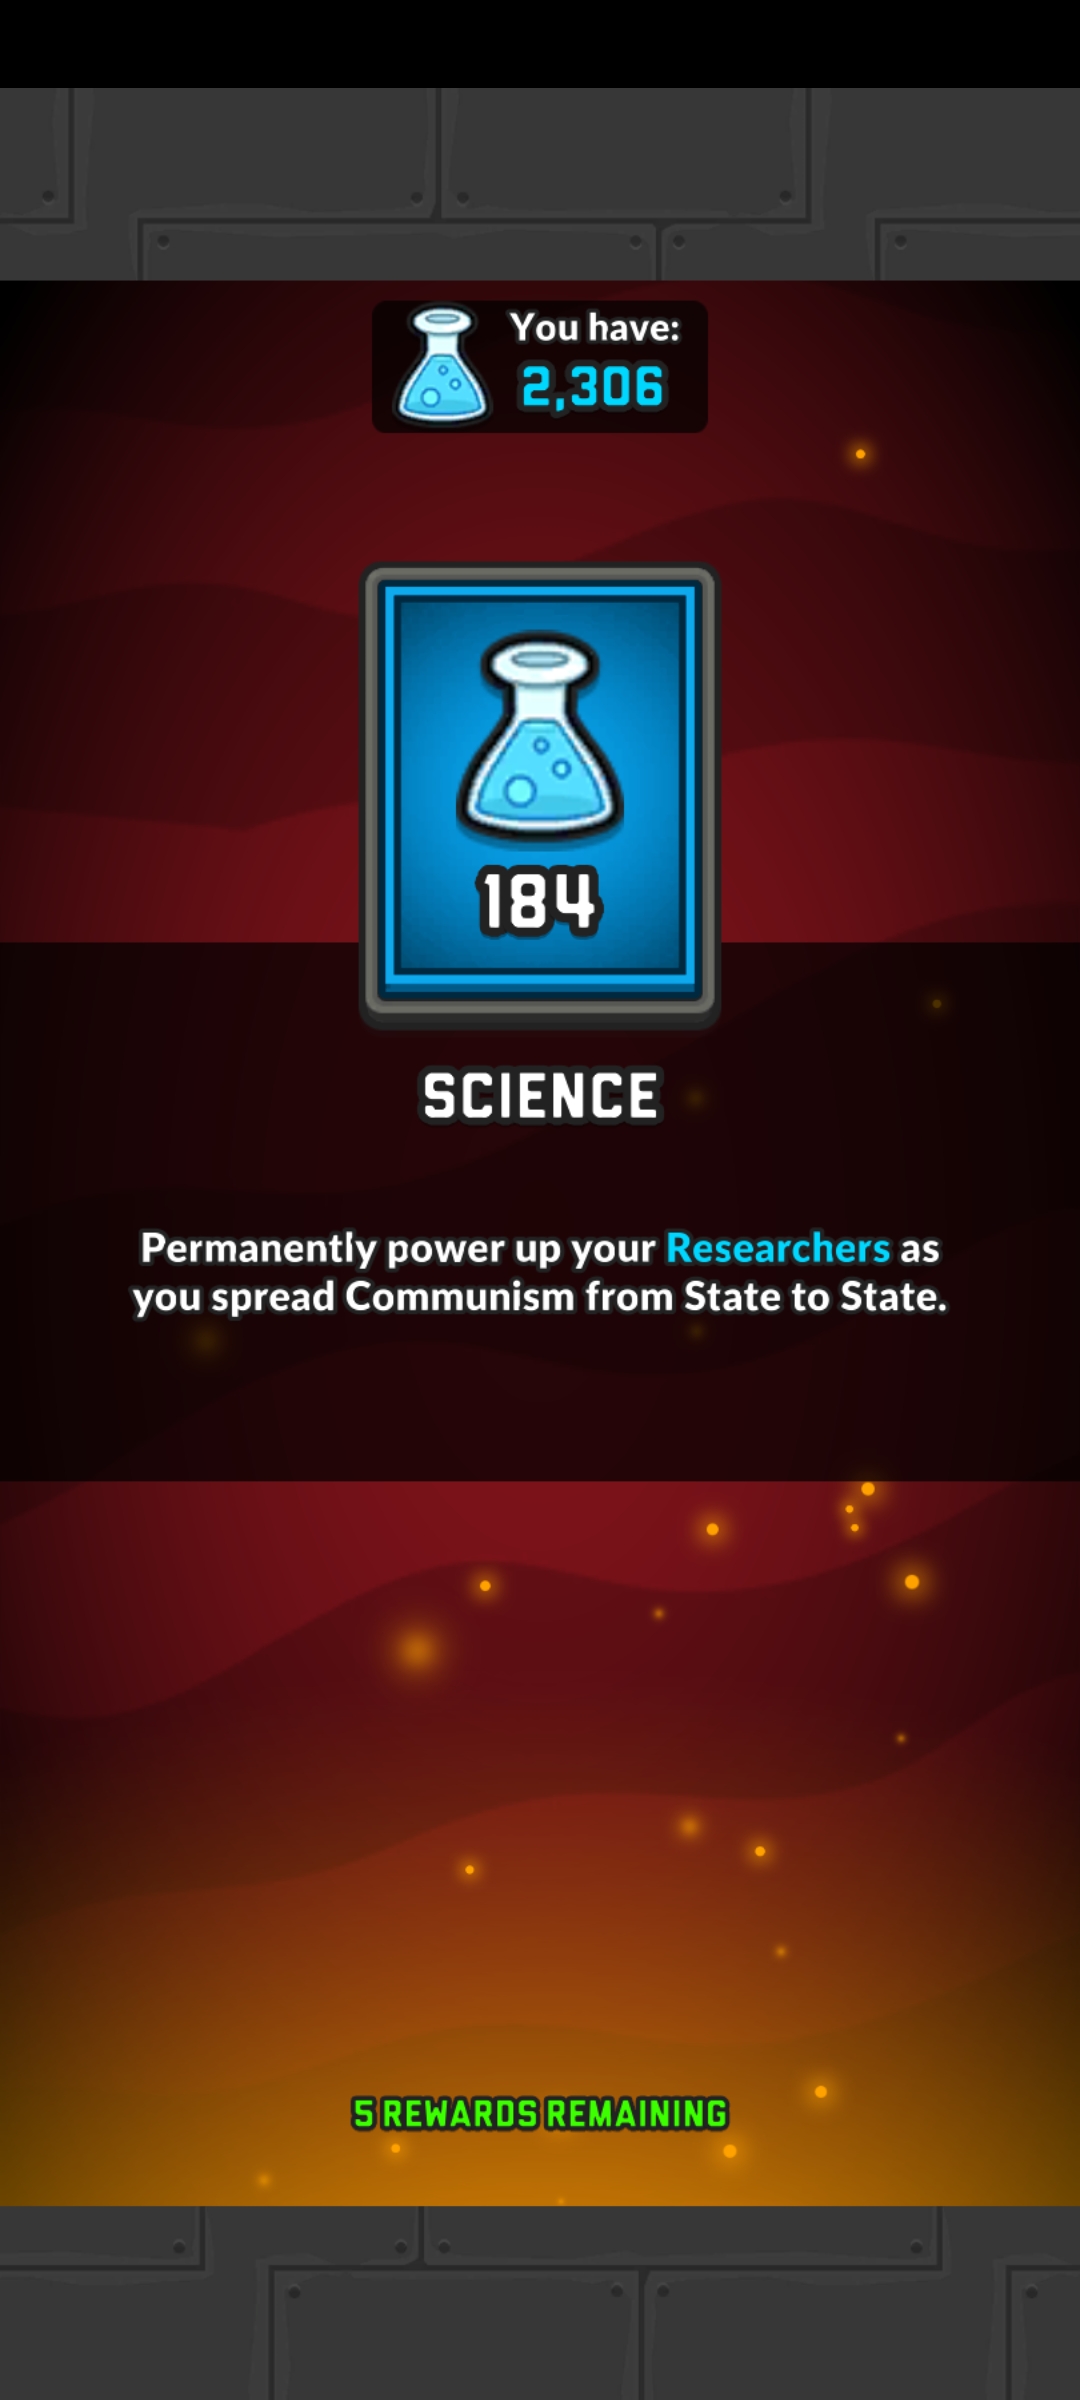 You have:
2,306
184
SCIENCE
Permanently power up your Researchers as
you spread Communism from State to State.
5 REWARDS REMAINING